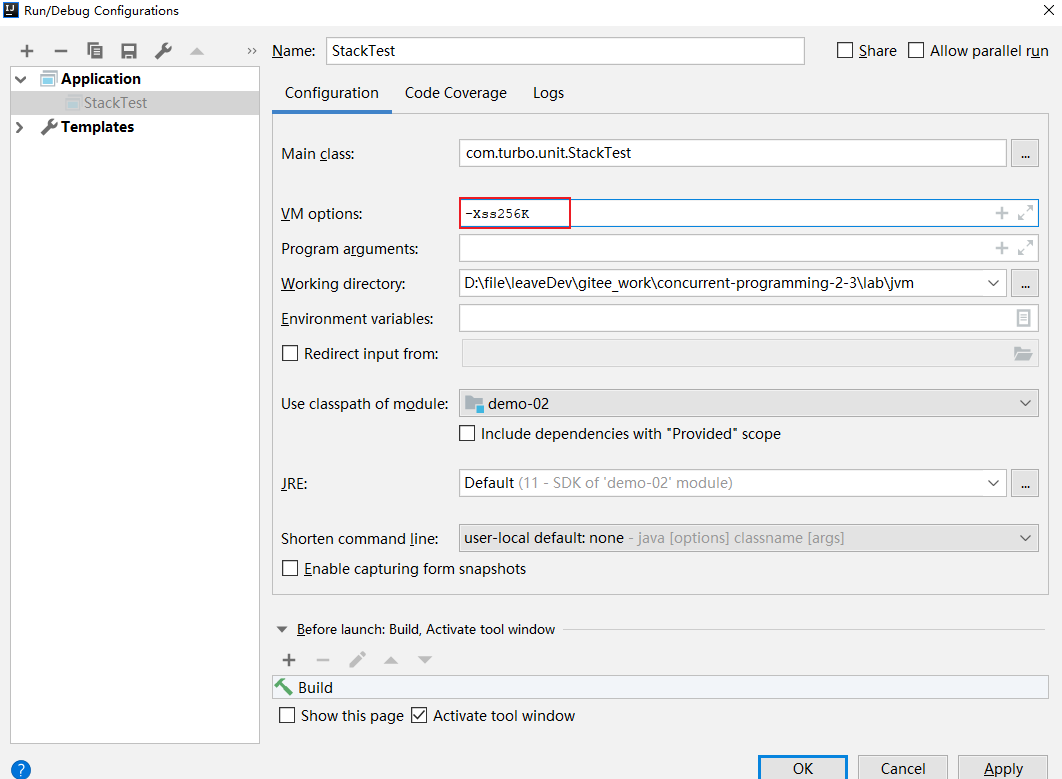 Run/Debug Configurations
Name: StackTest Share Allow parallel run
Application
StackTest
Templates
Configuration Code Coverage Logs
Main class: com.turbo.unit.StackTest ...
VM options: -Xss256K
Program arguments:
Working directory: D:\file\leaveDev\gitee_work\concurrent-programming-2-3\lab\jvm ...
Environment variables:
Redirect input from:
Use classpath of module: demo-02
Include dependencies with "Provided" scope
JRE: Default (11 - SDK of 'demo-02' module) ...
Shorten command line: user-local default: none - java [options] classname [args]
Enable capturing form snapshots
Before launch: Build, Activate tool window
Build
Show this page Activate tool window
? OK Cancel Apply